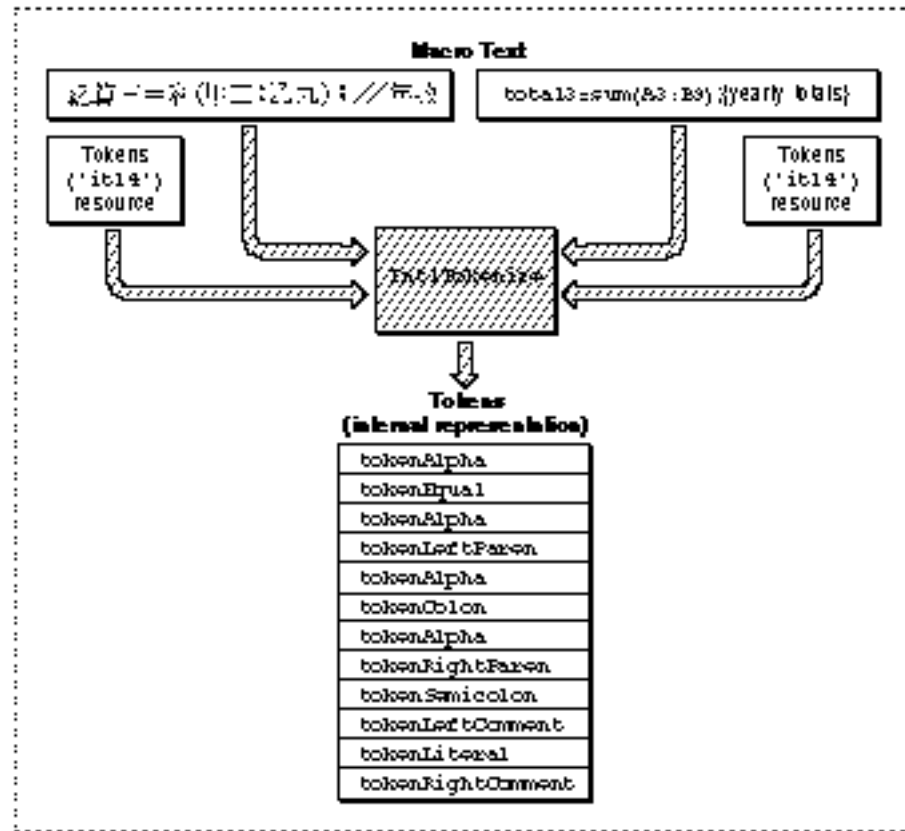 Macro Text
total3=sum(A3:B9);{yearly totals}
Tokens
('itl4')
resource
Tokens
('itl4')
resource
IntlTokenize
Tokens
(internal representation)
tokenAlpha
tokenEqual
tokenAlpha
tokenLeftParen
tokenAlpha
tokenColon
tokenAlpha
tokenRightParen
tokenSemicolon
tokenLeftComment
tokenLiteral
tokenRightComment